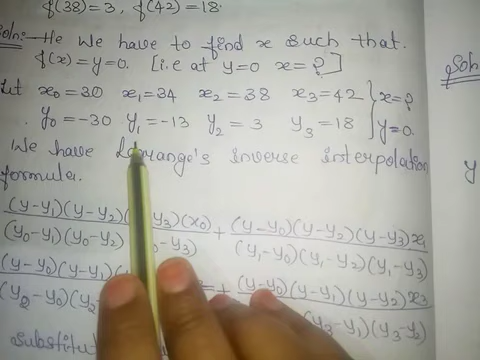 f(38)=3, f(42)=18.
Soln:- He we have to find x such that.
f(x)=y=0. [i.e at y=0 x=?]
x0=30 x1=34 x2=38 x3=42 } x=?
y0=-30 y1=-13 y2=3 y3=18 } y=0.
We have Lagrange's inverse interpolation
formula.
(y-y1)(y-y2)( y3)(x0) + (y-y0)(y-y2)(y-y3)x1
(y0-y1)(y0-y2) 0-y3) (y1-y0)(y1-y2)(y1-y3)
(y-y0)(y-y1) + (y-y0)(y-y1)(y-y2)x3
(y2-y0)(y2 3-y1)(y3-y2)
Soln
y